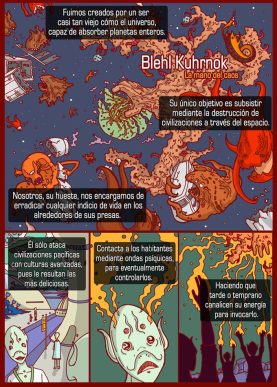 Fuimos creados por un ser
casi tan viejo cómo el universo,
capaz de absorber planetas enteros.
Blehl Kuhrnok
La mano del caos
Su único objetivo es subsistir
mediante la destrucción de
civilizaciones a través del espacio.
Nosotros, su hueste, nos encargamos de
erradicar cualquier indicio de vida en los
alrededores de sus presas.
Él sólo ataca
civilizaciones pacíficas
con culturas avanzadas,
pues le resultan las
más deliciosas.
Contacta a los habitantes
mediante ondas psíquicas,
para eventualmente
controlarlos.
Haciendo que
tarde o temprano
canalicen sus energías
para invocarlo.